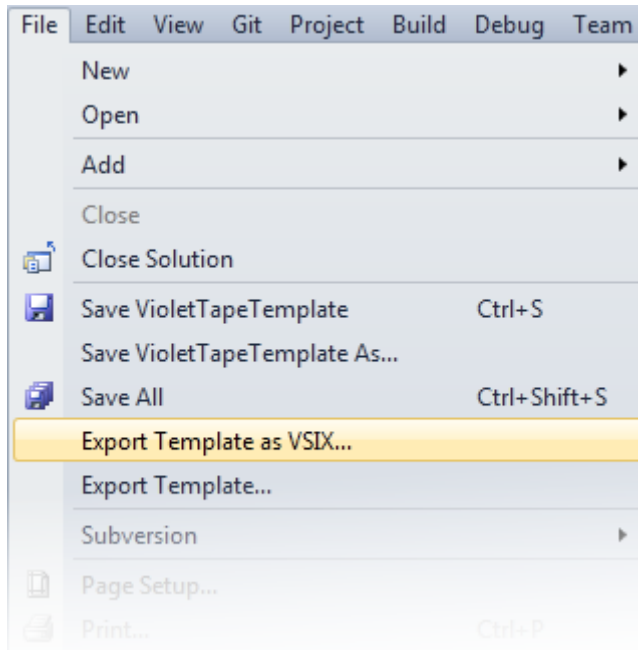 File Edit View Git Project Build Debug Team
New
Open
Add
Close
Close Solution
Save VioletTapeTemplate Ctrl+S
Save VioletTapeTemplate As...
Save All Ctrl+Shift+S
Export Template as VSIX...
Export Template...
Subversion
Page Setup...
Print... Ctrl+P